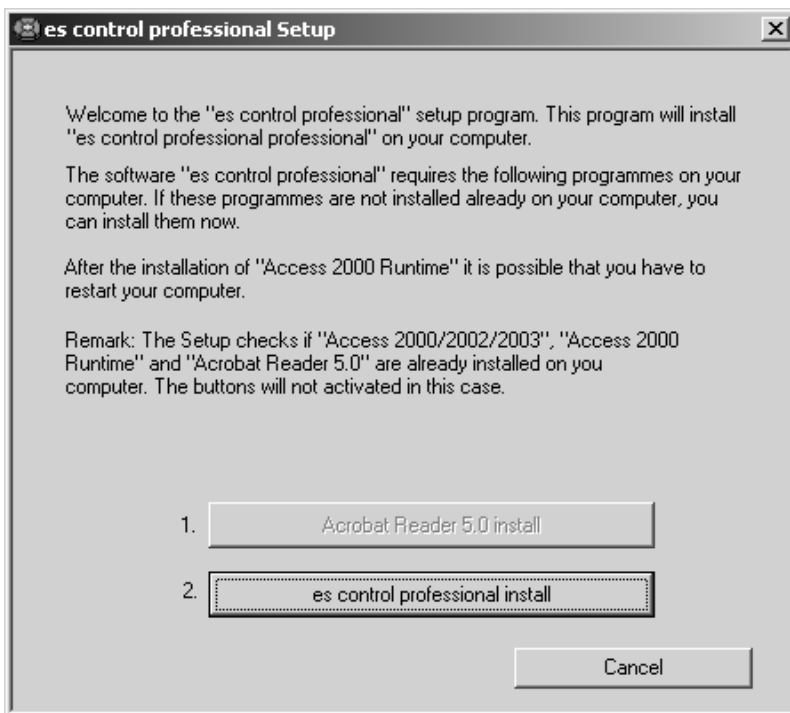 es control professional Setup
Welcome to the "es control professional" setup program. This program will install
"es control professional professional" on your computer.
The software "es control professional" requires the following programmes on your
computer. If these programmes are not installed already on your computer, you
can install them now.
After the installation of "Access 2000 Runtime" it is possible that you have to
restart your computer.
Remark: The Setup checks if "Access 2000/2002/2003", "Access 2000
Runtime" and "Acrobat Reader 5.0" are already installed on you
computer. The buttons will not activated in this case.
1. Acrobat Reader 5.0 install
2. es control professional install
Cancel